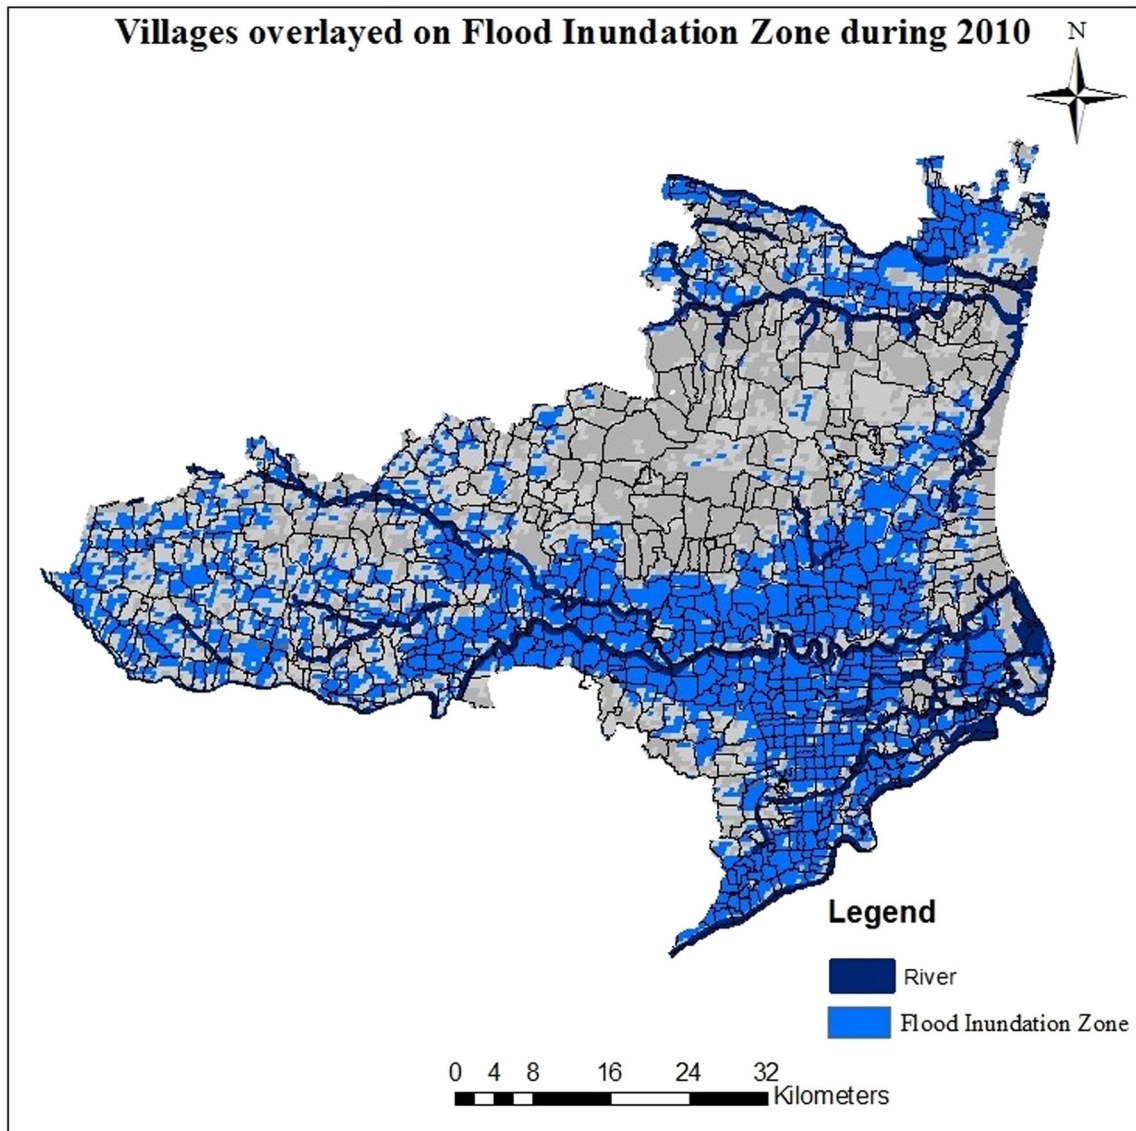 Villages overlayed on Flood Inundation Zone during 2010
N
Legend
River
Flood Inundation Zone
0 4 8 16 24 32
Kilometers